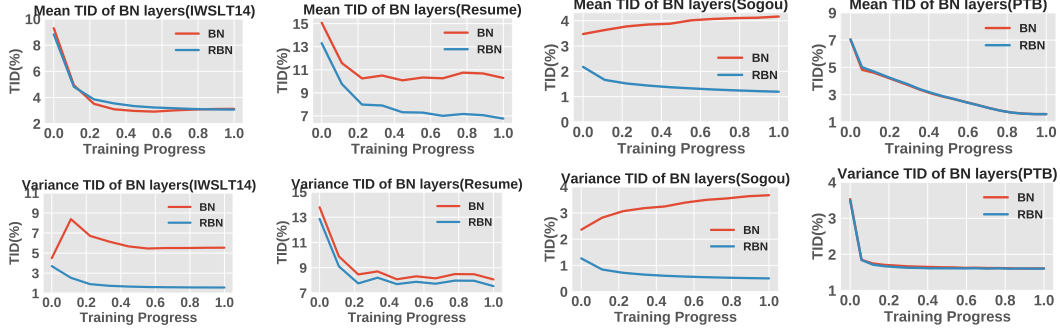 Mean TID of BN layers(IWSLT14)
TID(%)
10
8
6
4
2
BN
RBN
0.0 0.2 0.4 0.6 0.8 1.0
Training Progress
Mean TID of BN layers(Resume)
TID(%)
15
13
11
9
7
BN
RBN
0.0 0.2 0.4 0.6 0.8 1.0
Training Progress
Mean TID of BN layers(Sogou)
TID(%)
4
3
2
1
0
BN
RBN
0.0 0.2 0.4 0.6 0.8 1.0
Training Progress
Mean TID of BN layers(PTB)
TID(%)
9
7
5
3
1
BN
RBN
0.0 0.2 0.4 0.6 0.8 1.0
Training Progress
Variance TID of BN layers(IWSLT14)
TID(%)
11
9
7
5
3
1
BN
RBN
0.0 0.2 0.4 0.6 0.8 1.0
Training Progress
Variance TID of BN layers(Resume)
TID(%)
15
13
11
9
7
BN
RBN
0.0 0.2 0.4 0.6 0.8 1.0
Training Progress
Variance TID of BN layers(Sogou)
TID(%)
4
3
2
1
0
BN
RBN
0.0 0.2 0.4 0.6 0.8 1.0
Training Progress
Variance TID of BN layers(PTB)
TID(%)
4
3
2
1
BN
RBN
0.0 0.2 0.4 0.6 0.8 1.0
Training Progress